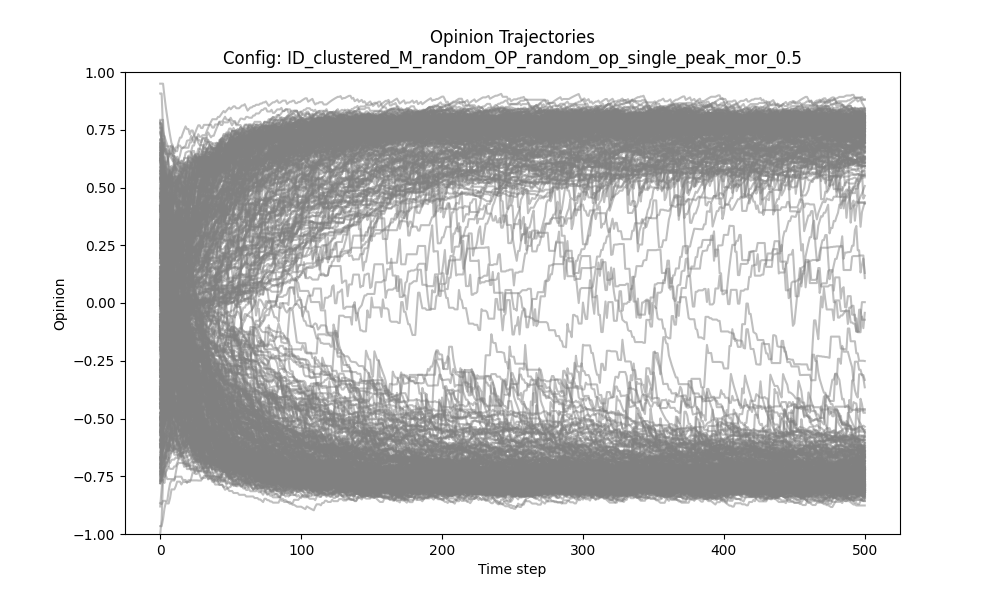 Opinion Trajectories
Config: ID_clustered_M_random_OP_random_op_single_peak_mor_0.5
1.00
0.75
0.50
0.25
0.00
−0.25
−0.50
−0.75
−1.00
Opinion
0 100 200 300 400 500
Time step